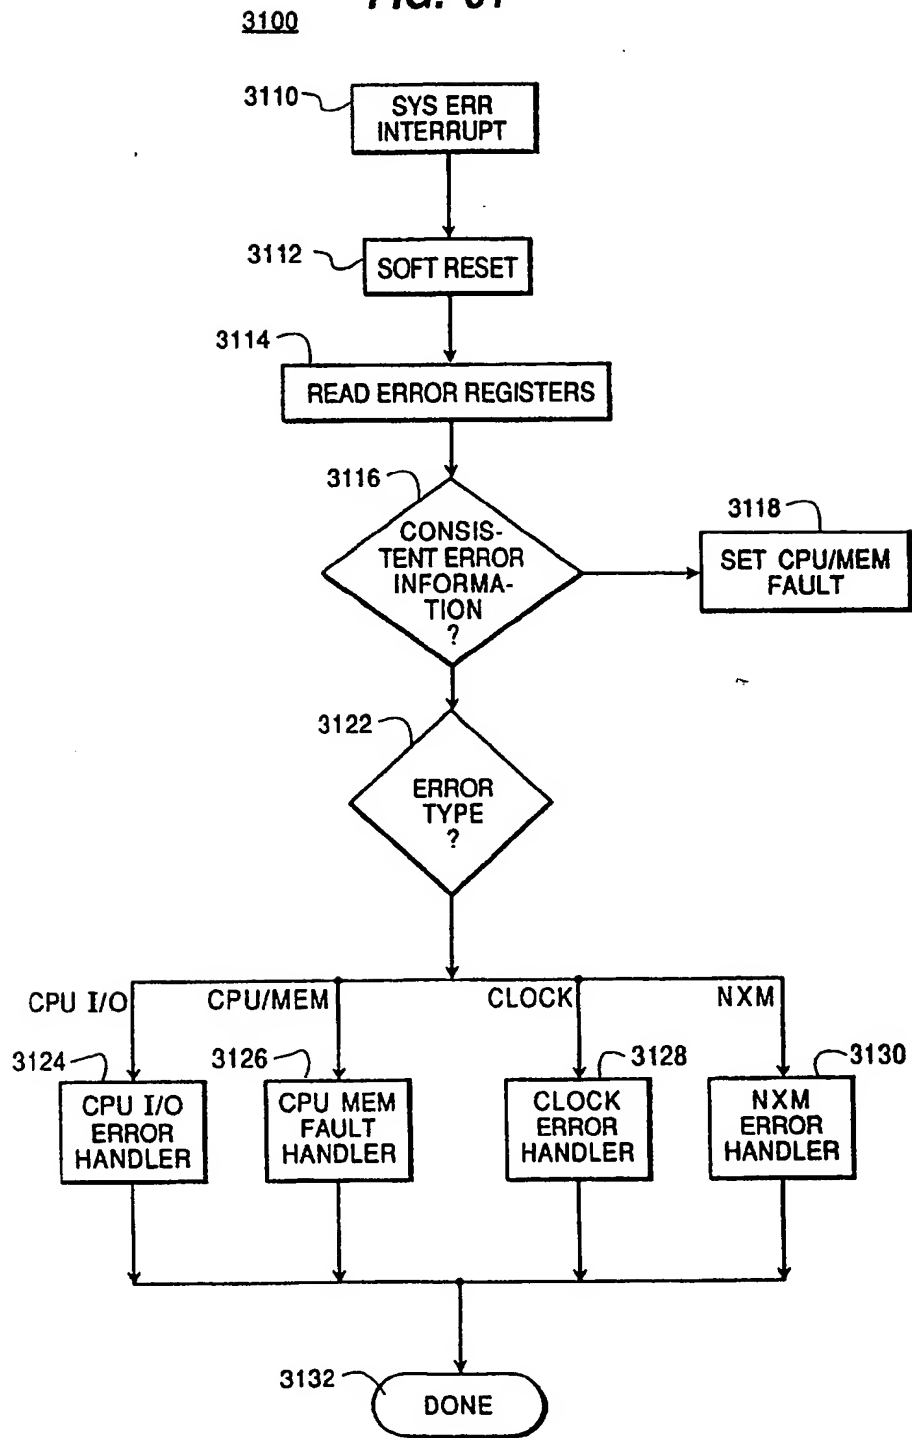 3100
3110
SYS ERR
INTERRUPT
3112
SOFT RESET
3114
READ ERROR REGISTERS
3116
CONSIS-
TENT ERROR
INFORMA-
TION
?
3118
SET CPU/MEM
FAULT
3122
ERROR
TYPE
?
CPU I/O
CPU/MEM
CLOCK
NXM
3124
CPU I/O
ERROR
HANDLER
3126
CPU MEM
FAULT
HANDLER
3128
CLOCK
ERROR
HANDLER
3130
NXM
ERROR
HANDLER
3132
DONE